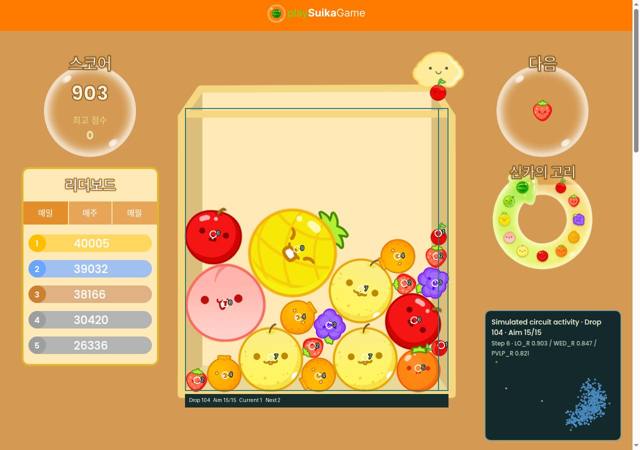 playSuikaGame
스코어
903
최고 점수
0
리더보드
매일
매주
매월
1 40005
2 39032
3 38166
4 30420
5 26336
다음
신카의 고리
Simulated circuit activity · Drop
104 · Aim 15/15
Step 6 · LO_R 0.903 / WED_R 0.847 /
PVLP_R 0.821
Drop 104 Aim 15/15 Current 1 Next 2